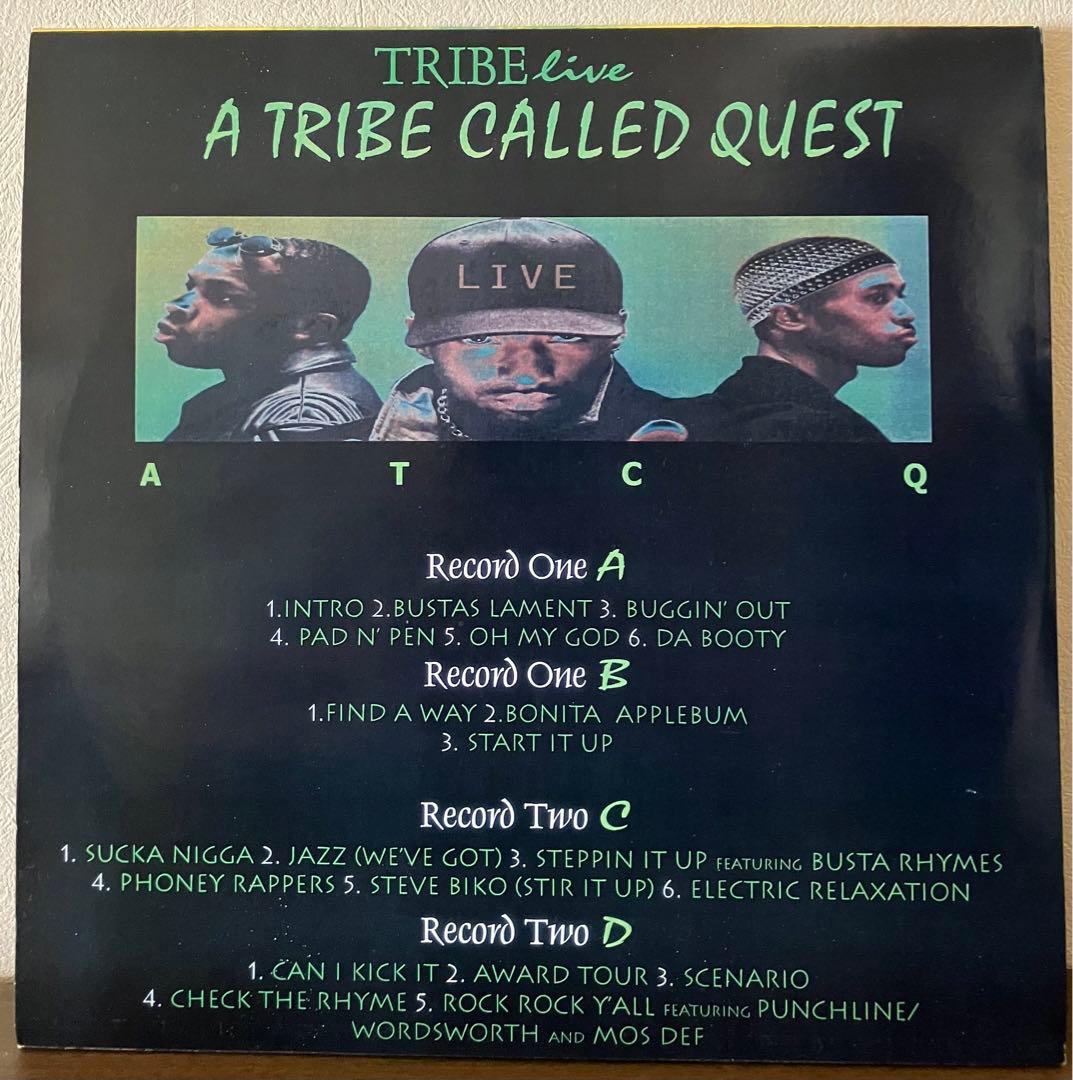 TRIBE live
A TRIBE CALLED QUEST
LIVE
A T C Q
Record One A
1.INTRO 2.BUSTAS LAMENT 3. BUGGIN' OUT
4. PAD N' PEN 5. OH MY GOD 6. DA BOOTY
Record One B
1.FIND A WAY 2.BONITA APPLEBUM
3. START IT UP
Record Two C
1. SUCKA NIGGA 2. JAZZ (WE'VE GOT) 3. STEPPIN IT UP FEATURING BUSTA RHYMES
4. PHONEY RAPPERS 5. STEVE BIKO (STIR IT UP) 6. ELECTRIC RELAXATION
Record Two D
1. CAN I KICK IT 2. AWARD TOUR 3. SCENARIO
4. CHECK THE RHYME 5. ROCK ROCK Y'ALL FEATURING PUNCHLINE/
WORDSWORTH AND MOS DEF